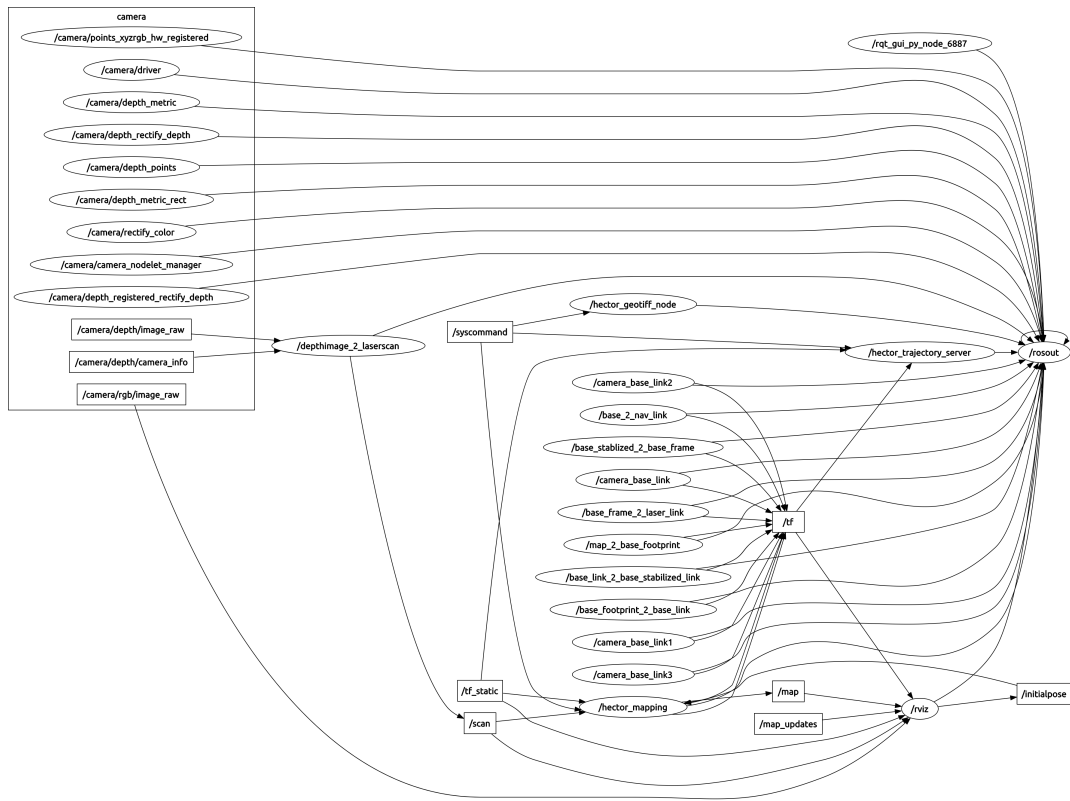 camera
/camera/points_xyzrgb_hw_registered
/rqt_gui_py_node_6887
/camera/driver
/camera/depth_metric
/camera/depth_rectify_depth
/camera/depth_points
/camera/depth_metric_rect
/camera/rectify_color
/camera/camera_nodelet_manager
/camera/depth_registered_rectify_depth
/hector_geotiff_node
/camera/depth/image_raw
/syscommand
/depthimage_2_laserscan
/hector_trajectory_server
/rosout
/camera/depth/camera_info
/camera_base_link2
/camera/rgb/image_raw
/base_2_nav_link
/base_stablized_2_base_frame
/camera_base_link
/base_frame_2_laser_link
/tf
/map_2_base_footprint
/base_link_2_base_stabilized_link
/base_footprint_2_base_link
/camera_base_link1
/camera_base_link3
/tf_static
/map
/initialpose
/hector_mapping
/rviz
/scan
/map_updates